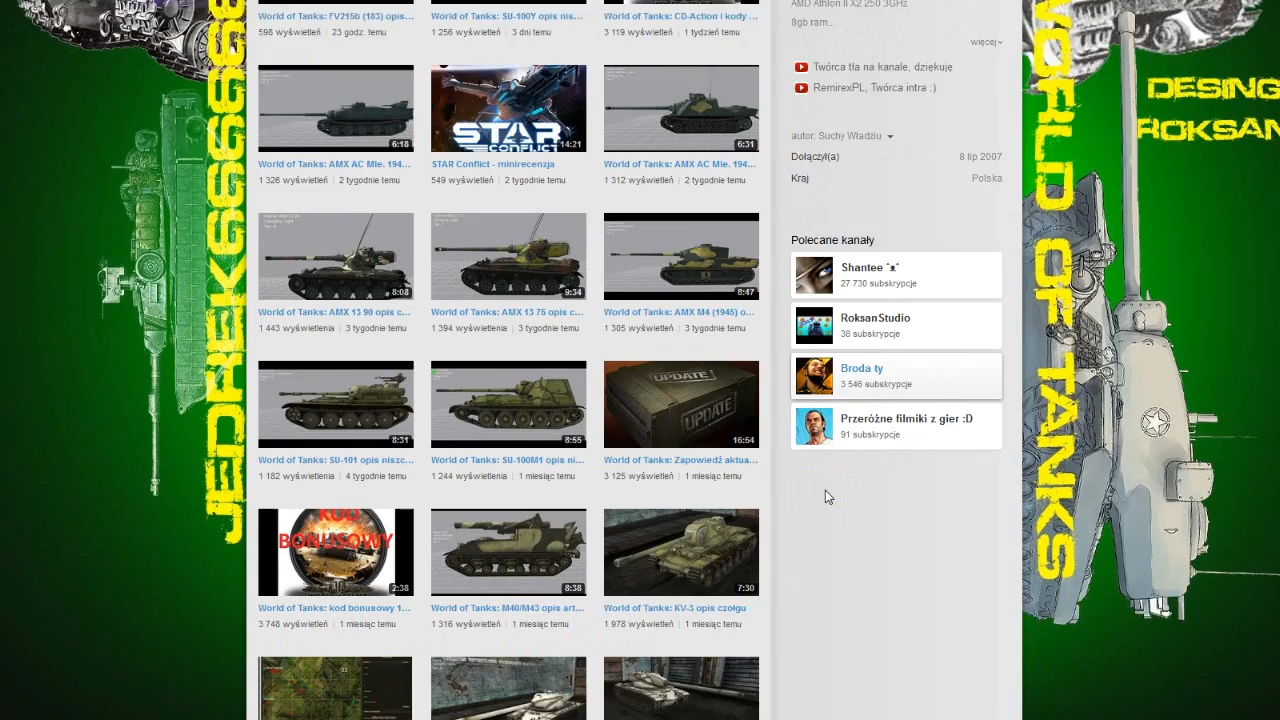 World of Tanks: FV215b (183) opis...
598 wyświetleń | 23 godz. temu
World of Tanks: SU-100Y opis nis...
1 256 wyświetleń | 3 dni temu
World of Tanks: CD-Action i kody ...
3 119 wyświetleń | 1 tydzień temu
6:18
World of Tanks: AMX AC Mle. 194...
1 326 wyświetleń | 2 tygodnie temu
STAR
CONFLICT
14:21
STAR Conflict - minirecenzja
549 wyświetleń | 2 tygodnie temu
6:31
World of Tanks: AMX AC Mle. 194...
1 312 wyświetleń | 2 tygodnie temu
8:08
World of Tanks: AMX 13 90 opis c...
1 443 wyświetlenia | 3 tygodnie temu
9:34
World of Tanks: AMX 13 75 opis c...
1 394 wyświetlenia | 3 tygodnie temu
8:47
World of Tanks: AMX M4 (1945) o...
1 305 wyświetleń | 3 tygodnie temu
8:31
World of Tanks: SU-101 opis niszc...
1 182 wyświetlenia | 4 tygodnie temu
8:55
World of Tanks: SU-100M1 opis ni...
1 244 wyświetlenia | 1 miesiąc temu
UPDATE
UPDATE
16:54
World of Tanks: Zapowiedź aktua...
3 125 wyświetleń | 1 miesiąc temu
KOD
BONUSOWY
2:38
World of Tanks: kod bonusowy 1...
3 748 wyświetleń | 1 miesiąc temu
8:38
World of Tanks: M40/M43 opis art...
1 316 wyświetleń | 1 miesiąc temu
7:30
World of Tanks: KV-3 opis czołgu
1 978 wyświetleń | 1 miesiąc temu
AMD Athlon II X2 250 3GHz
8gb ram...
więcej
Twórca tła na kanale, dziękuję
RemirexPL, Twórca intra :)
autor: Suchy Władziu
Dołączył(a) 8 lip 2007
Kraj Polska
Polecane kanały
Shantee ˆᴥˆ
27 730 subskrypcje
RoksanStudio
38 subskrypcje
Broda ty
3 546 subskrypcje
Przeróżne filmiki z gier :D
91 subskrypcje
WORLD OF TANKS
DESING
ROKSAN